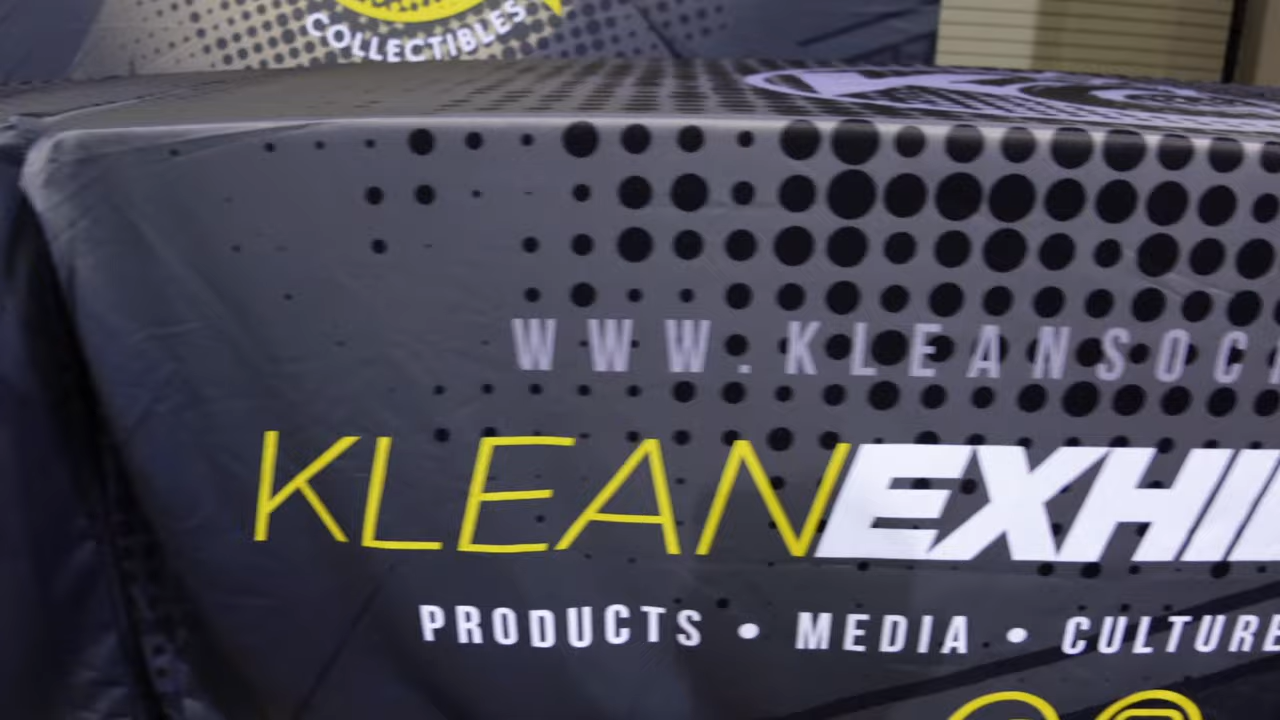 COLLECTIBLES
WWW.KLEANSOC
KLEANEXHI
PRODUCTS • MEDIA • CULTURE